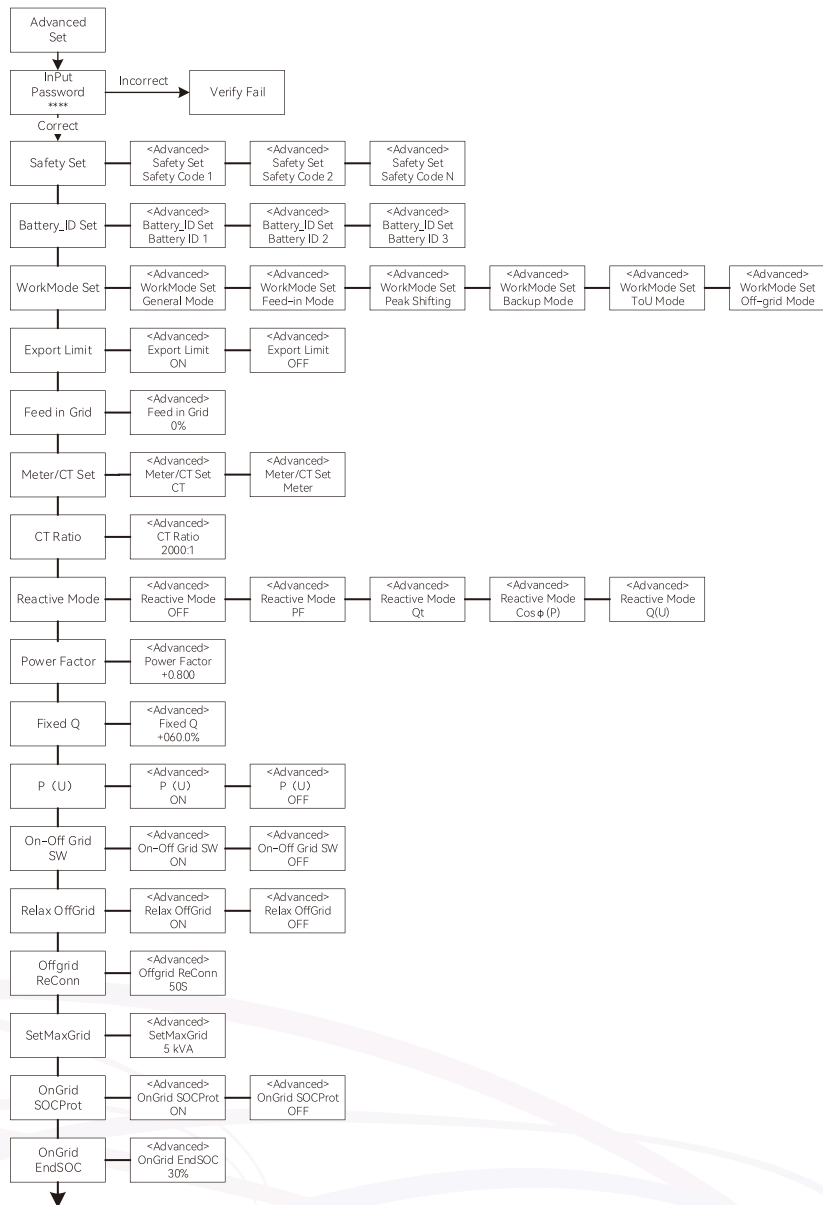 Advanced
Set
InPut
Password
****
Incorrect
Verify Fail
Correct
Safety Set
<Advanced>
Safety Set
Safety Code 1
<Advanced>
Safety Set
Safety Code 2
<Advanced>
Safety Set
Safety Code N
Battery_ID Set
<Advanced>
Battery_ID Set
Battery ID 1
<Advanced>
Battery_ID Set
Battery ID 2
<Advanced>
Battery_ID Set
Battery ID 3
WorkMode Set
<Advanced>
WorkMode Set
General Mode
<Advanced>
WorkMode Set
Feed-in Mode
<Advanced>
WorkMode Set
Peak Shifting
<Advanced>
WorkMode Set
Backup Mode
<Advanced>
WorkMode Set
ToU Mode
<Advanced>
WorkMode Set
Off-grid Mode
Export Limit
<Advanced>
Export Limit
ON
<Advanced>
Export Limit
OFF
Feed in Grid
<Advanced>
Feed in Grid
0%
Meter/CT Set
<Advanced>
Meter/CT Set
CT
<Advanced>
Meter/CT Set
Meter
CT Ratio
<Advanced>
CT Ratio
2000:1
Reactive Mode
<Advanced>
Reactive Mode
OFF
<Advanced>
Reactive Mode
PF
<Advanced>
Reactive Mode
Qt
<Advanced>
Reactive Mode
Cos ϕ (P)
<Advanced>
Reactive Mode
Q(U)
Power Factor
<Advanced>
Power Factor
+0.800
Fixed Q
<Advanced>
Fixed Q
+060.0%
P（U）
<Advanced>
P（U）
ON
<Advanced>
P（U）
OFF
On-Off Grid
SW
<Advanced>
On-Off Grid SW
ON
<Advanced>
On-Off Grid SW
OFF
Relax OffGrid
<Advanced>
Relax OffGrid
ON
<Advanced>
Relax OffGrid
OFF
Offgrid
ReConn
<Advanced>
Offgrid ReConn
50S
SetMaxGrid
<Advanced>
SetMaxGrid
5 kVA
OnGrid
SOCProt
<Advanced>
OnGrid SOCProt
ON
<Advanced>
OnGrid SOCProt
OFF
OnGrid
EndSOC
<Advanced>
OnGrid EndSOC
30%